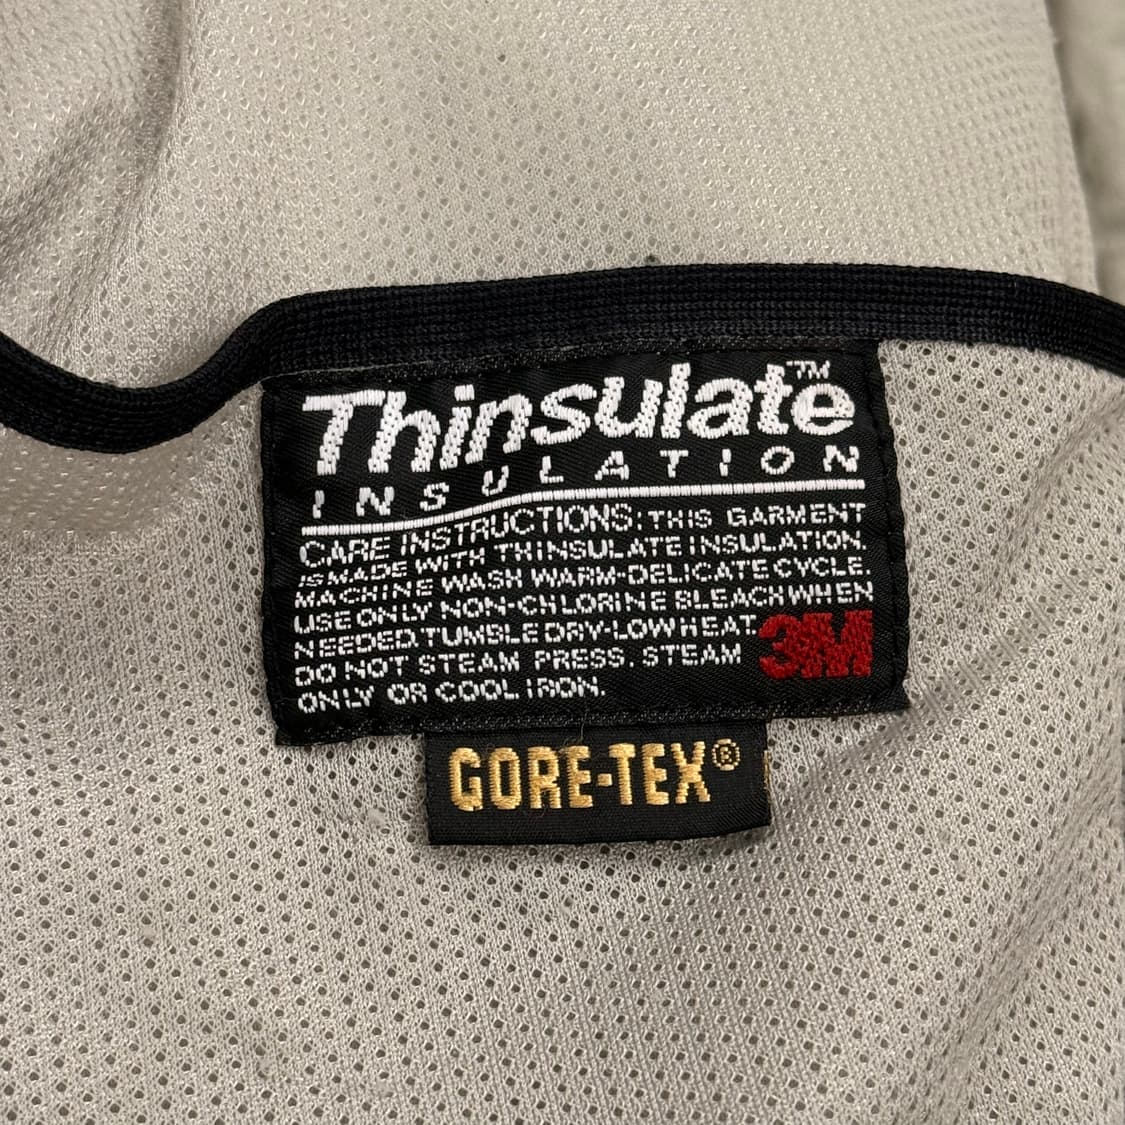 Thinsulate™
INSULATION
CARE INSTRUCTIONS: THIS GARMENT
IS MADE WITH THINSULATE INSULATION.
MACHINE WASH WARM-DELICATE CYCLE.
USE ONLY NON-CHLORINE BLEACH WHEN
NEEDED. TUMBLE DRY-LOW HEAT.
DO NOT STEAM PRESS. STEAM
ONLY OR COOL IRON.
3M
GORE-TEX®